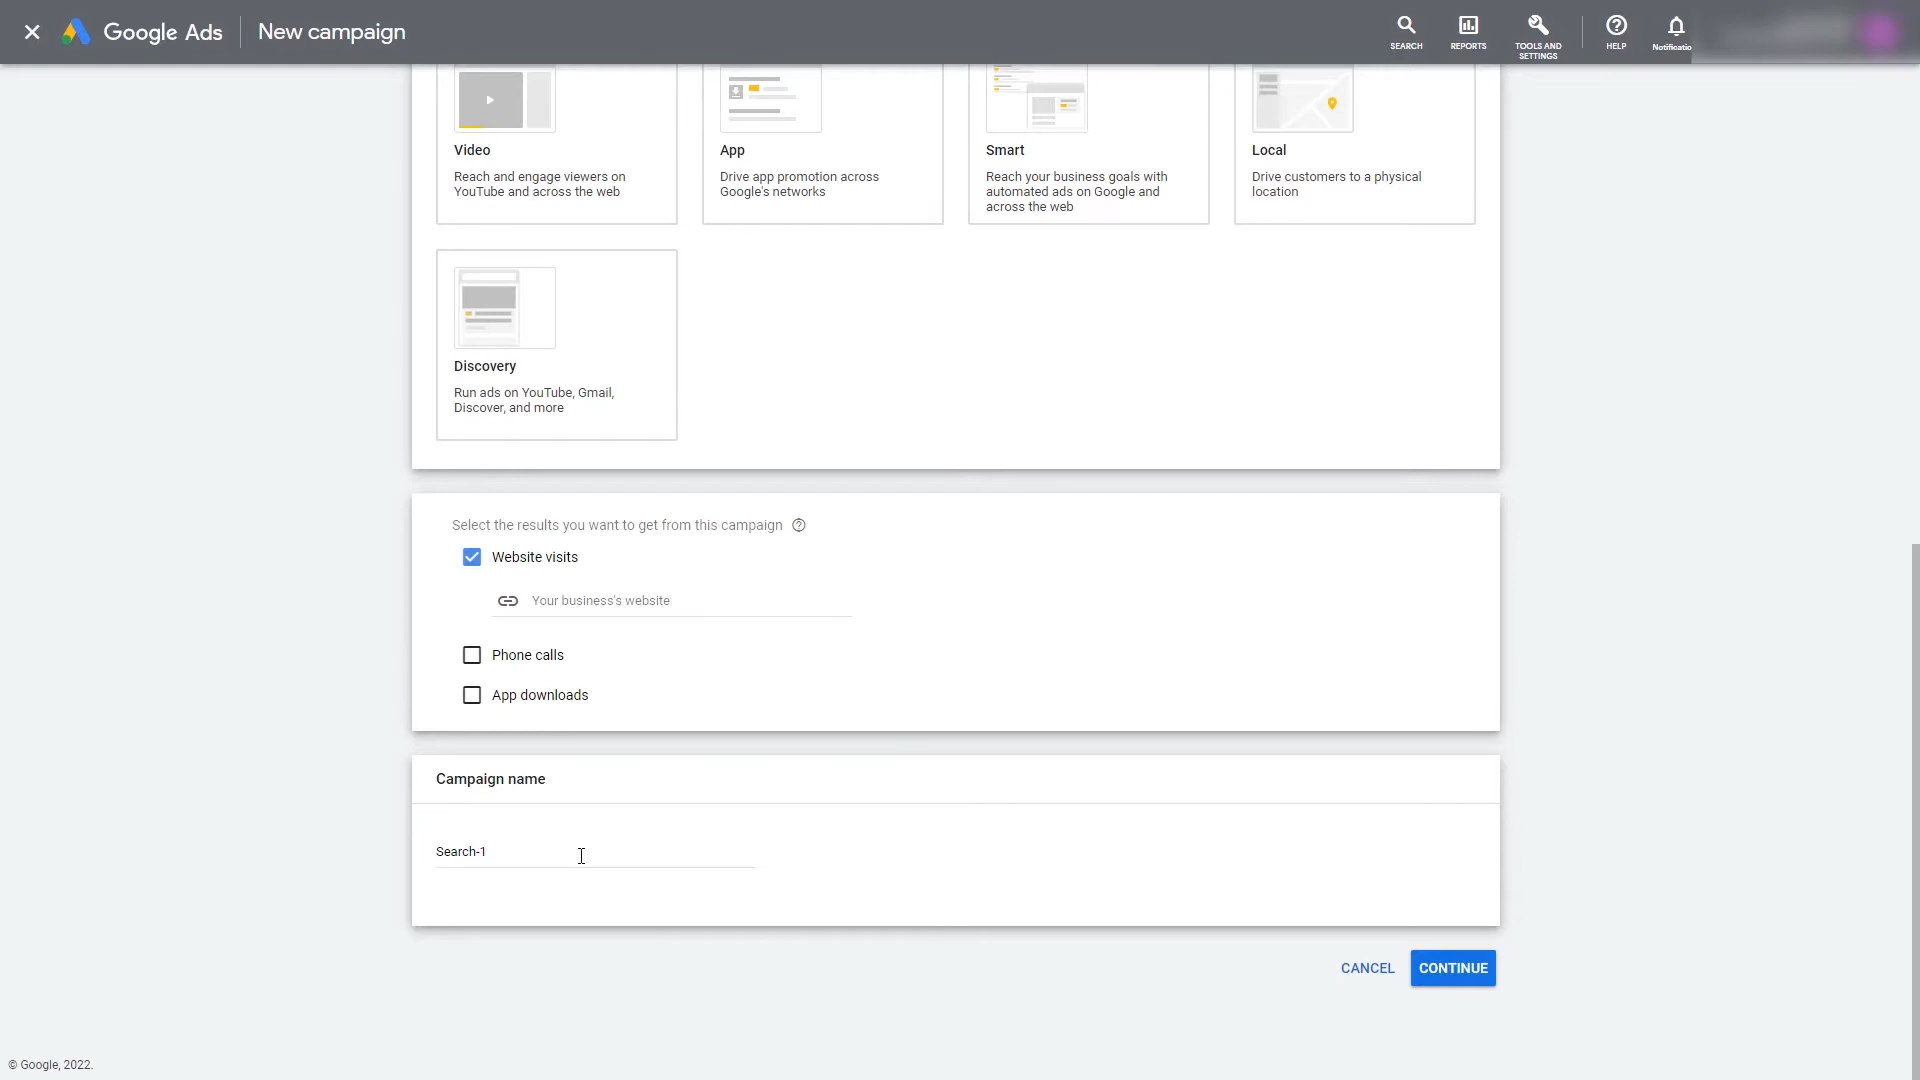 Google Ads
New campaign
SEARCH
REPORTS
TOOLS AND
SETTINGS
HELP
Notificatio
Video
Reach and engage viewers on
YouTube and across the web
App
Drive app promotion across
Google's networks
Smart
Reach your business goals with
automated ads on Google and
across the web
Local
Drive customers to a physical
location
Discovery
Run ads on YouTube, Gmail,
Discover, and more
Select the results you want to get from this campaign
Website visits
Your business's website
Phone calls
App downloads
Campaign name
Search-1
CANCEL
CONTINUE
© Google, 2022.